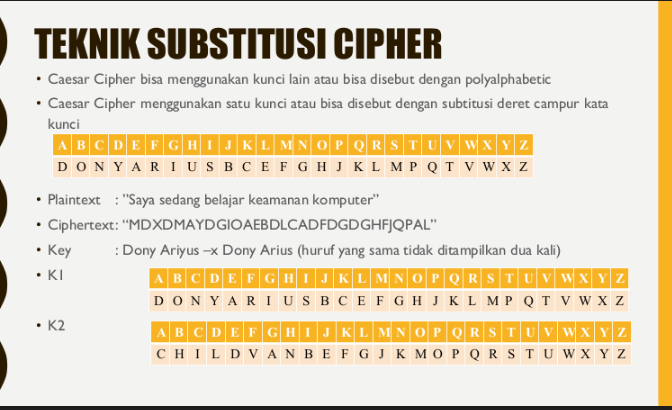 TEKNIK SUBSTITUSI CIPHER
• Caesar Cipher bisa menggunakan kunci lain atau bisa disebut dengan polyalphabetic
• Caesar Cipher menggunakan satu kunci atau bisa disebut dengan subtitusi deret campur kata
kunci
A B C D E F G H I J K L M N O P Q R S T U V W X Y Z
D O N Y A R I U S B C E F G H J K L M P Q T V W X Z
• Plaintext : "Saya sedang belajar keamanan komputer"
• Ciphertext: "MDXDMAYDGIOAEBDLCADFDGDGHFJQPAL"
• Key : Dony Ariyus –x Dony Arius (huruf yang sama tidak ditampilkan dua kali)
• K1
A B C D E F G H I J K L M N O P Q R S T U V W X Y Z
D O N Y A R I U S B C E F G H J K L M P Q T V W X Z
• K2
A B C D E F G H I J K L M N O P Q R S T U V W X Y Z
C H I L D V A N B E F G J K M O P Q R S T U W X Y Z